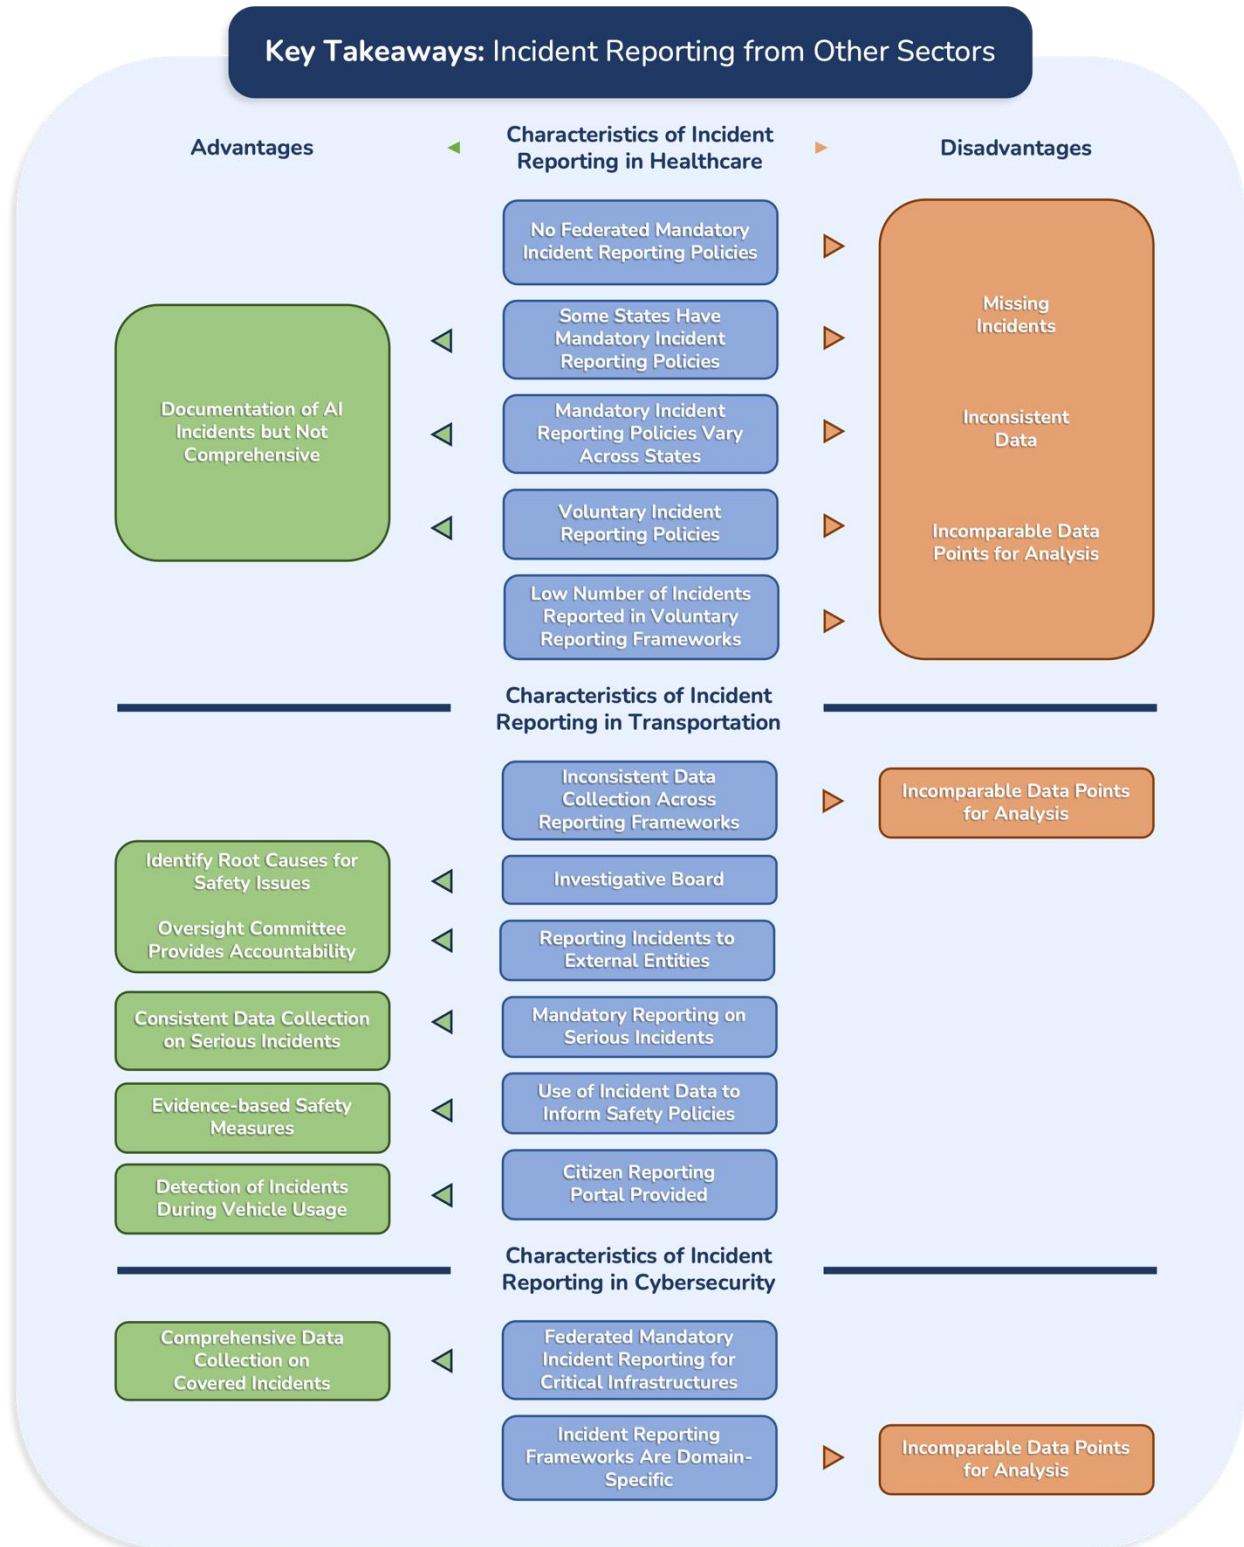 Key Takeaways: Incident Reporting from Other Sectors
Advantages
Characteristics of Incident
Reporting in Healthcare
Disadvantages
No Federated Mandatory
Incident Reporting Policies
Some States Have
Mandatory Incident
Reporting Policies
Mandatory Incident
Reporting Policies Vary
Across States
Voluntary Incident
Reporting Policies
Low Number of Incidents
Reported in Voluntary
Reporting Frameworks
Documentation of AI
Incidents but Not
Comprehensive
Missing
Incidents
Inconsistent
Data
Incomparable Data
Points for Analysis
Characteristics of Incident
Reporting in Transportation
Inconsistent Data
Collection Across
Reporting Frameworks
Incomparable Data Points
for Analysis
Identify Root Causes for
Safety Issues
Oversight Committee
Provides Accountability
Investigative Board
Reporting Incidents to
External Entities
Consistent Data Collection
on Serious Incidents
Mandatory Reporting on
Serious Incidents
Evidence-based Safety
Measures
Use of Incident Data to
Inform Safety Policies
Detection of Incidents
During Vehicle Usage
Citizen Reporting
Portal Provided
Characteristics of Incident
Reporting in Cybersecurity
Comprehensive Data
Collection on
Covered Incidents
Federated Mandatory
Incident Reporting for
Critical Infrastructures
Incident Reporting
Frameworks Are Domain-
Specific
Incomparable Data Points
for Analysis